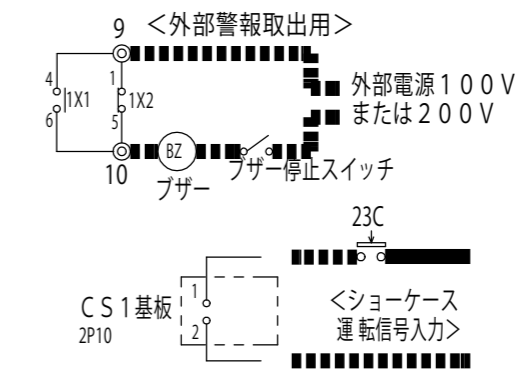 9 <外部警報取出用>
4
1
1X1
1X2
6
5
外部電源100V
または200V
BZ
10
ブザー
ブザー停止スイッチ
23C
1
CS1基板
2P10
2
<ショーケース
運転信号入力>